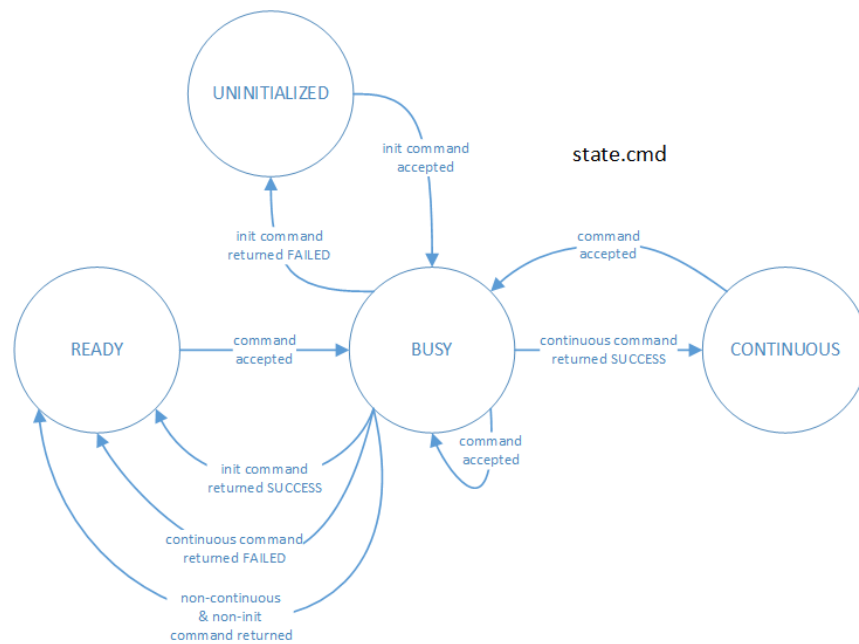 UNINITIALIZED
init command
accepted
state.cmd
init command
returned FAILED
command
accepted
READY
command
accepted
BUSY
continuous command
returned SUCCESS
CONTINUOUS
command
accepted
init command
returned SUCCESS
continuous command
returned FAILED
non-continuous
& non-init
command returned